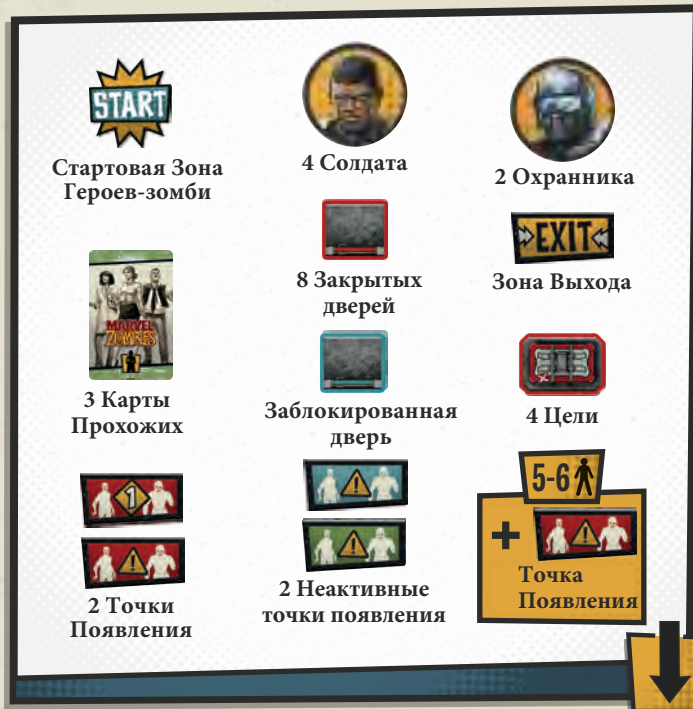 START
Стартовая Зона
Героев-зомби
4 Солдата
2 Охранника
8 Закрытых
дверей
EXIT
Зона Выхода
MARVEL
ZOMBIES
3 Карты
Прохожих
Заблокированная
дверь
4 Цели
1
2 Точки
Появления
2 Неактивные
точки появления
5-6
+
Точка
Появления